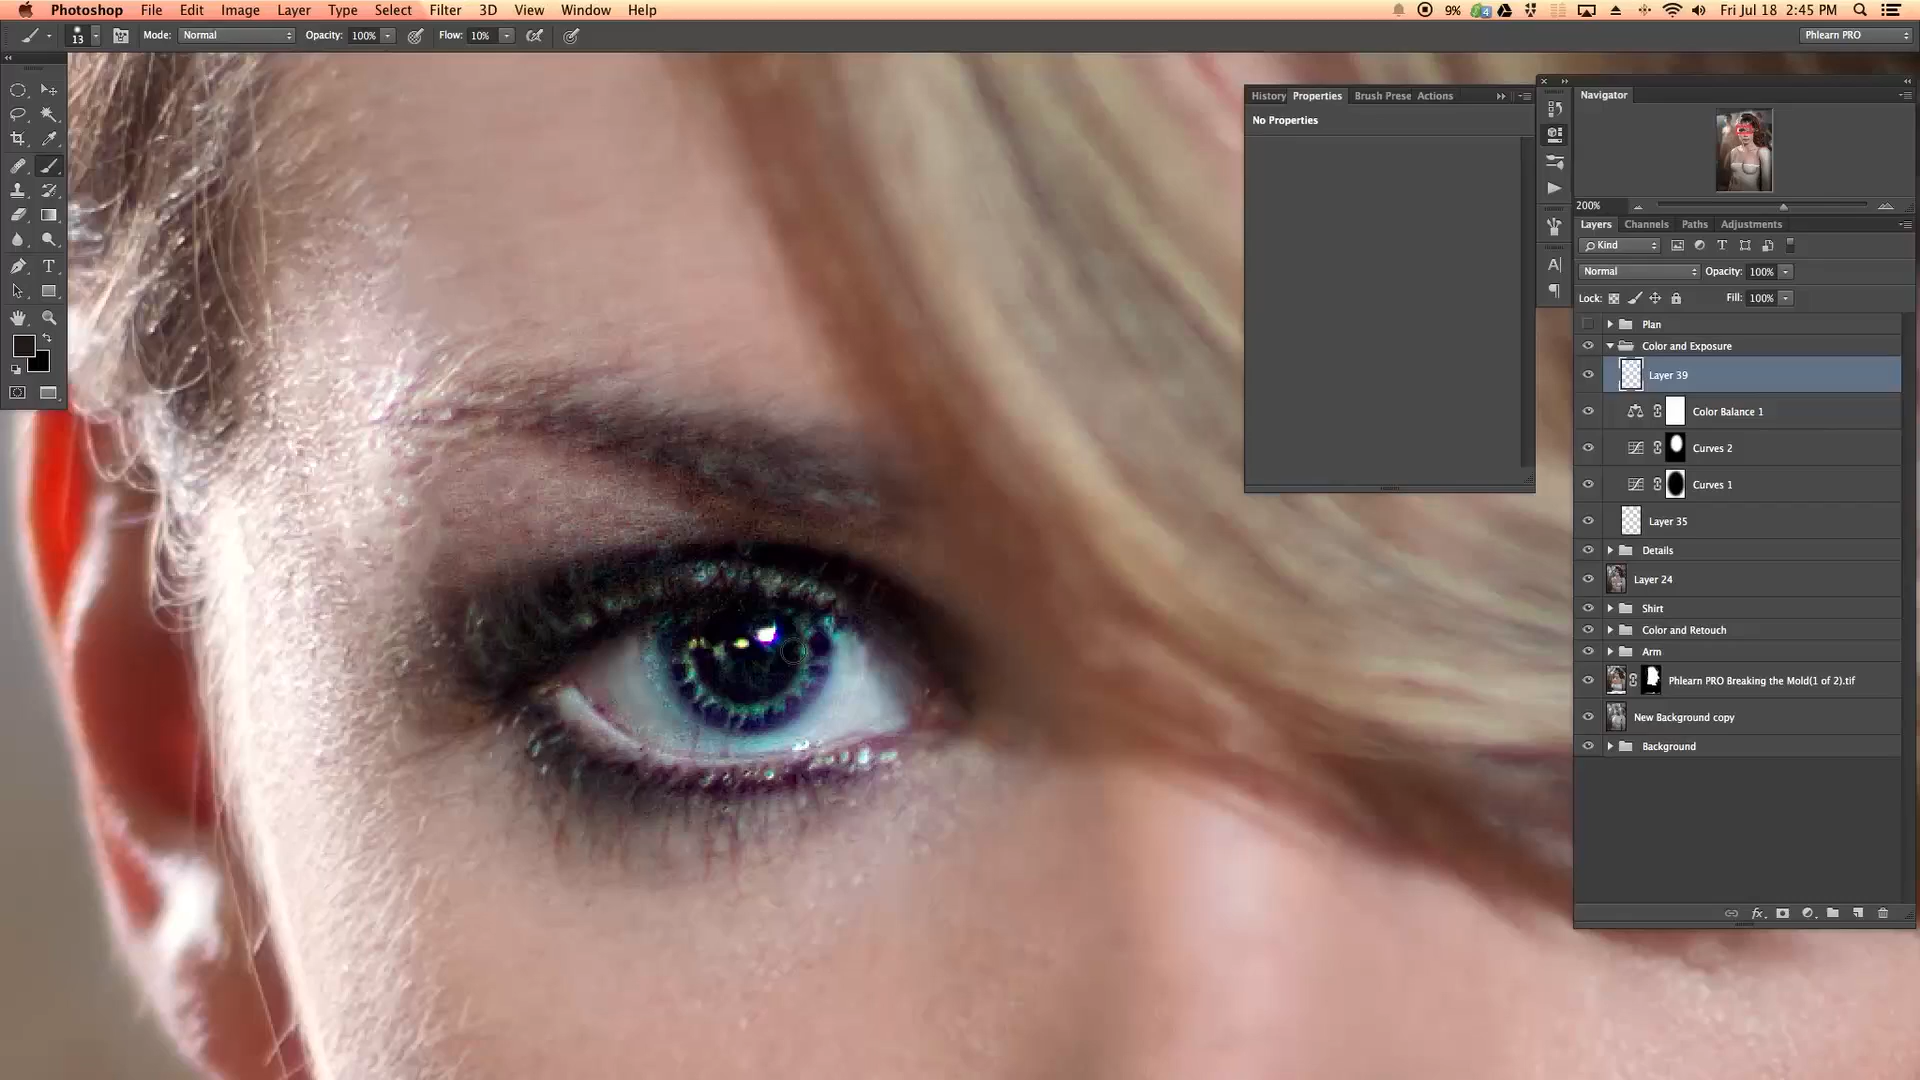 Photoshop File Edit Image Layer Type Select Filter 3D View Window Help 9% 4 Fri Jul 18 2:45 PM
13 Mode: Normal Opacity: 100% Flow: 10% Phlearn PRO
History Properties Brush Prese Actions
No Properties
Navigator
200%
Layers Channels Paths Adjustments
Kind
Normal Opacity: 100%
Lock: Fill: 100%
Plan
Color and Exposure
Layer 39
Color Balance 1
Curves 2
Curves 1
Layer 35
Details
Layer 24
Shirt
Color and Retouch
Arm
Phlearn PRO Breaking the Mold(1 of 2).tif
New Background copy
Background